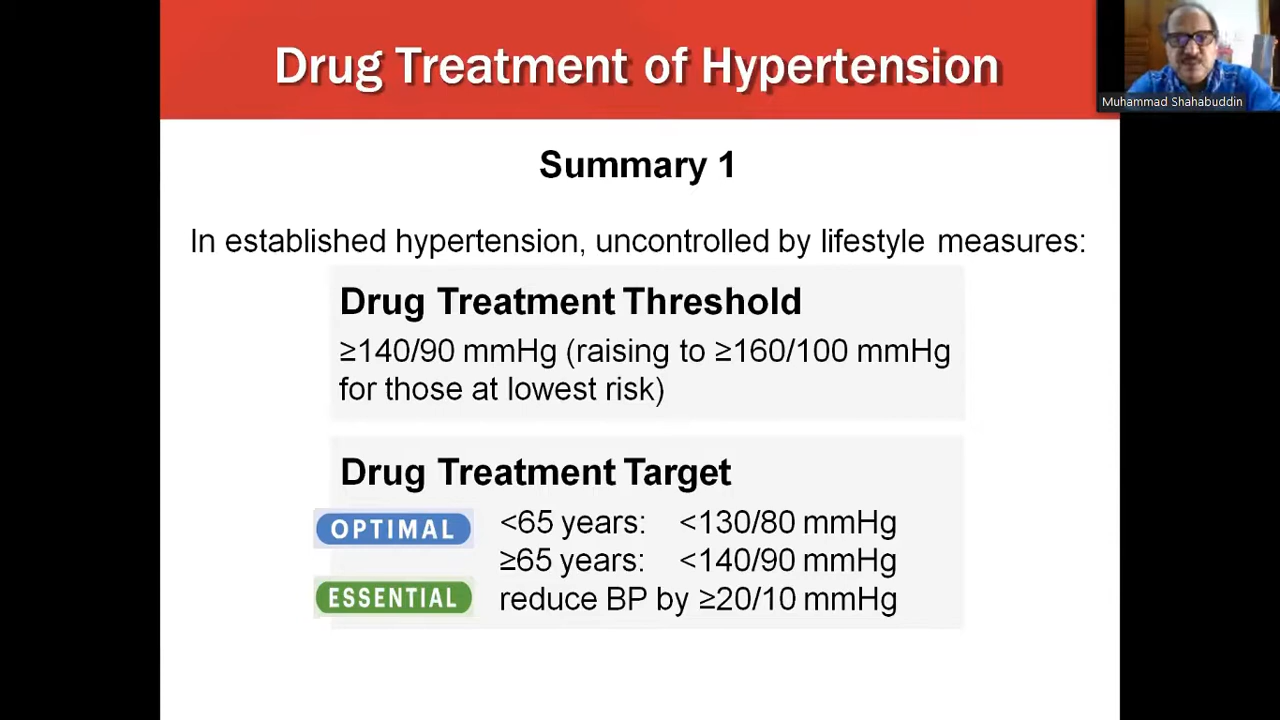 Drug Treatment of Hypertension
Muhammad Shahabuddin
Summary 1
In established hypertension, uncontrolled by lifestyle measures:
Drug Treatment Threshold
≥140/90 mmHg (raising to ≥160/100 mmHg
for those at lowest risk)
Drug Treatment Target
OPTIMAL <65 years: <130/80 mmHg
≥65 years: <140/90 mmHg
ESSENTIAL reduce BP by ≥20/10 mmHg